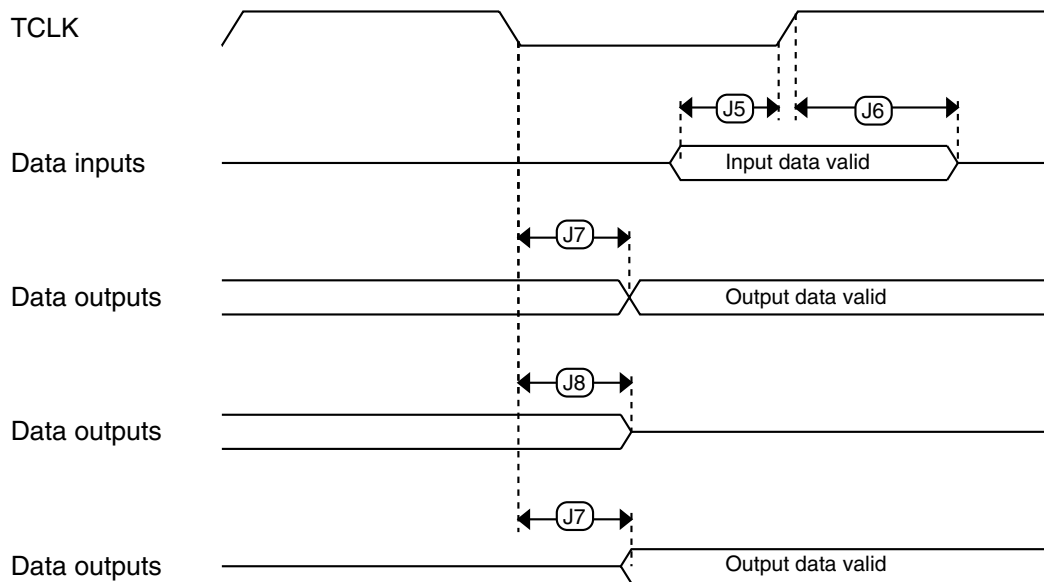 TCLK
J5
J6
Data inputs
Input data valid
J7
Data outputs
Output data valid
J8
Data outputs
J7
Data outputs
Output data valid